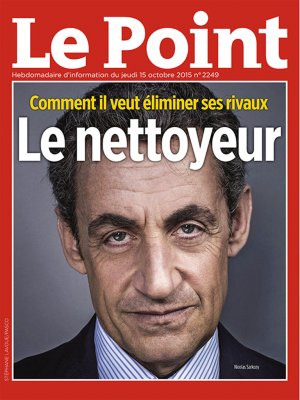 Le Point
Hebdomadaire d'information du jeudi 15 octobre 2015 n° 2249
Comment il veut éliminer ses rivaux
Le nettoyeur
Nicolas Sarkozy